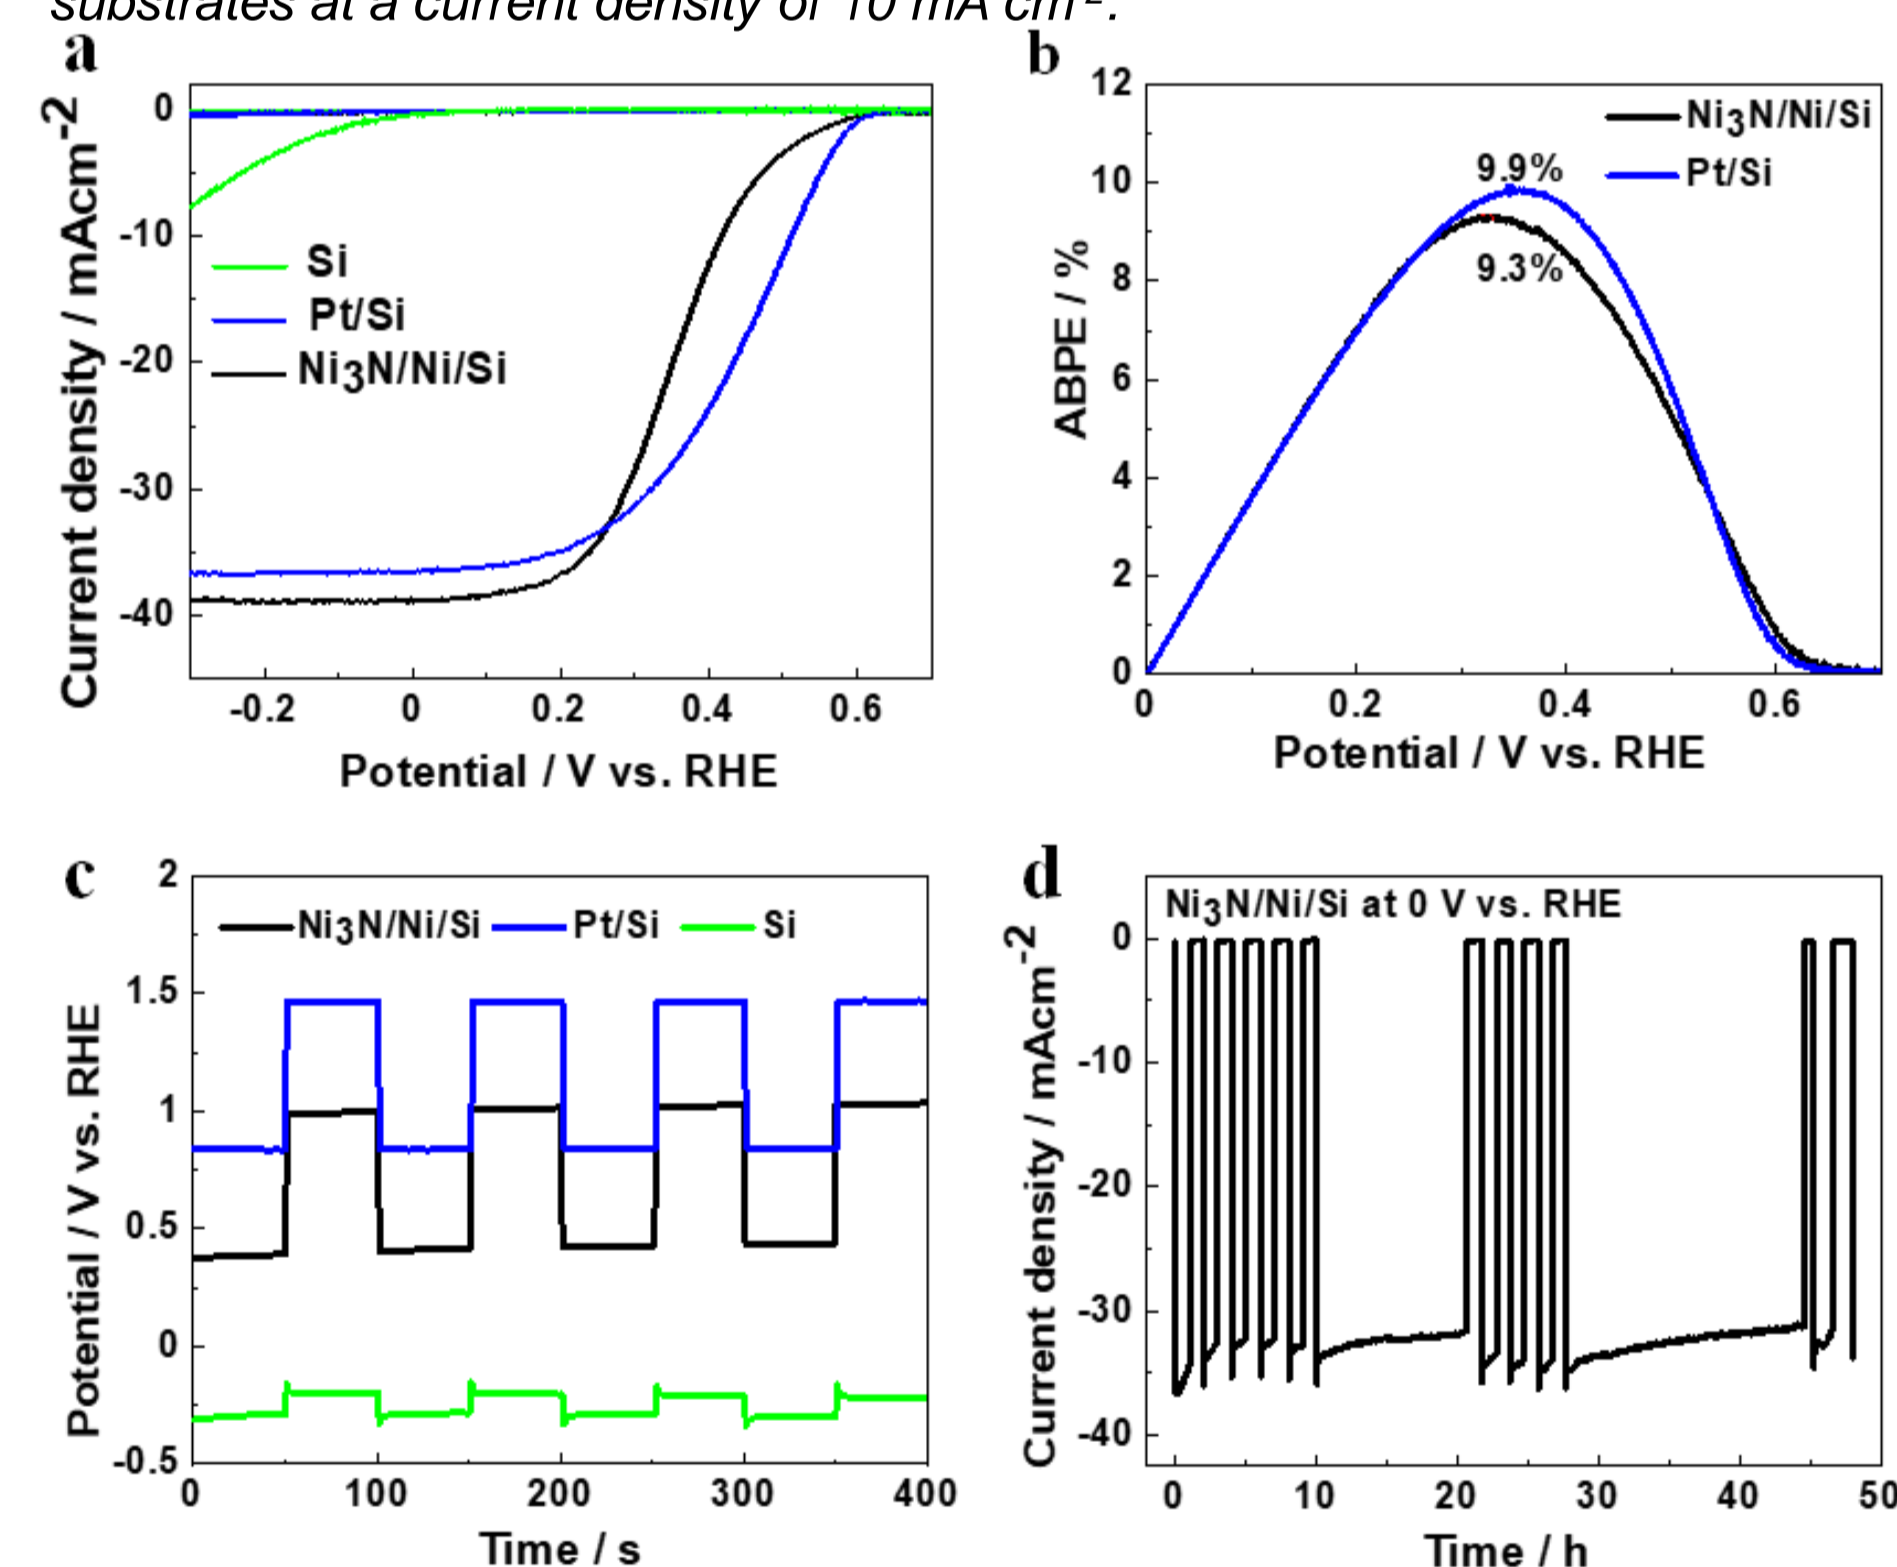 substrates at a current density of 10 mA cm-2.
a
0
-10
-20
-30
-40
Current density / mAcm-2
Si
Pt/Si
Ni3N/Ni/Si
-0.2 0 0.2 0.4 0.6
Potential / V vs. RHE
b
12
10
8
6
4
2
0
ABPE / %
Ni3N/Ni/Si
Pt/Si
9.9%
9.3%
0 0.2 0.4 0.6
Potential / V vs. RHE
c
2
1.5
1
0.5
0
-0.5
Potential / V vs. RHE
Ni3N/Ni/Si Pt/Si Si
0 100 200 300 400
Time / s
d
Ni3N/Ni/Si at 0 V vs. RHE
0
-10
-20
-30
-40
Current density / mAcm-2
0 10 20 30 40 50
Time / h